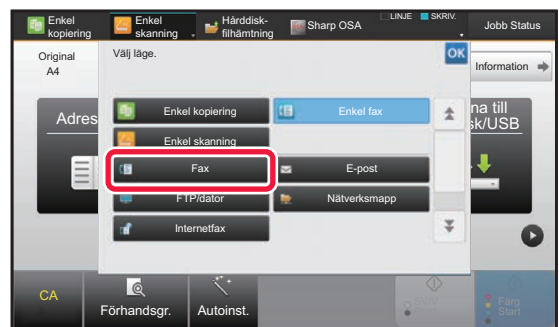 Enkel
kopiering
Enkel
skanning
Hårddisk-
filhämtning
Sharp OSA
LINJE
SKRIV.
Jobb Status
Original
A4
Välj läge.
OK
Information
Adres
na till
sk/USB
Enkel kopiering
Enkel fax
Enkel skanning
Fax
E-post
FTP/dator
Nätverksmapp
Internetfax
CA
Förhandsgr.
Autoinst.
SV/V
Start
Färg
Start